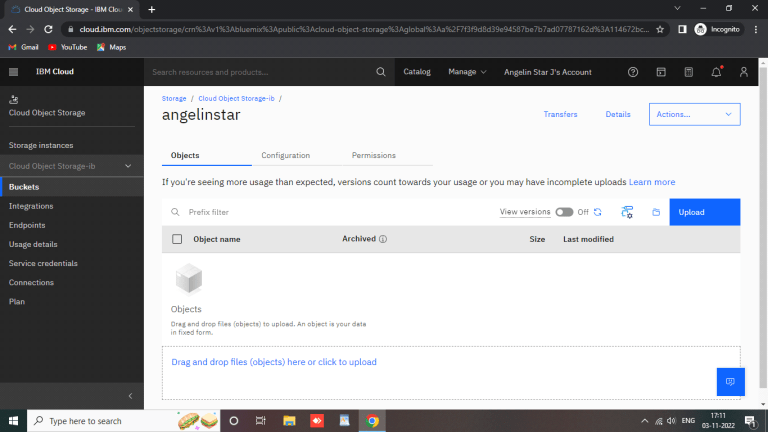 Cloud Object Storage - IBM Clou
cloud.ibm.com/objectstorage/crn%3Av1%3Abluemix%3Apublic%3Acloud-object-storage%3Aglobal%3Aa%2F7f3f9d8d39e94587be7b7ad07787162d%3A114672bc...
Incognito
Gmail
YouTube
Maps
IBM Cloud
Search resources and products...
Catalog
Manage
Angelin Star J's Account
Cloud Object Storage
Storage instances
Cloud Object Storage-ib
Buckets
Integrations
Endpoints
Usage details
Service credentials
Connections
Plan
Storage / Cloud Object Storage-ib /
angelinstar
Transfers
Details
Actions...
Objects
Configuration
Permissions
If you're seeing more usage than expected, versions count towards your usage or you may have incomplete uploads Learn more
Prefix filter
View versions
Off
Upload
Object name
Archived
Size
Last modified
Objects
Drag and drop files (objects) to upload. An object is your data
in fixed form.
Drag and drop files (objects) here or click to upload
Type here to search
ENG
17:11
03-11-2022